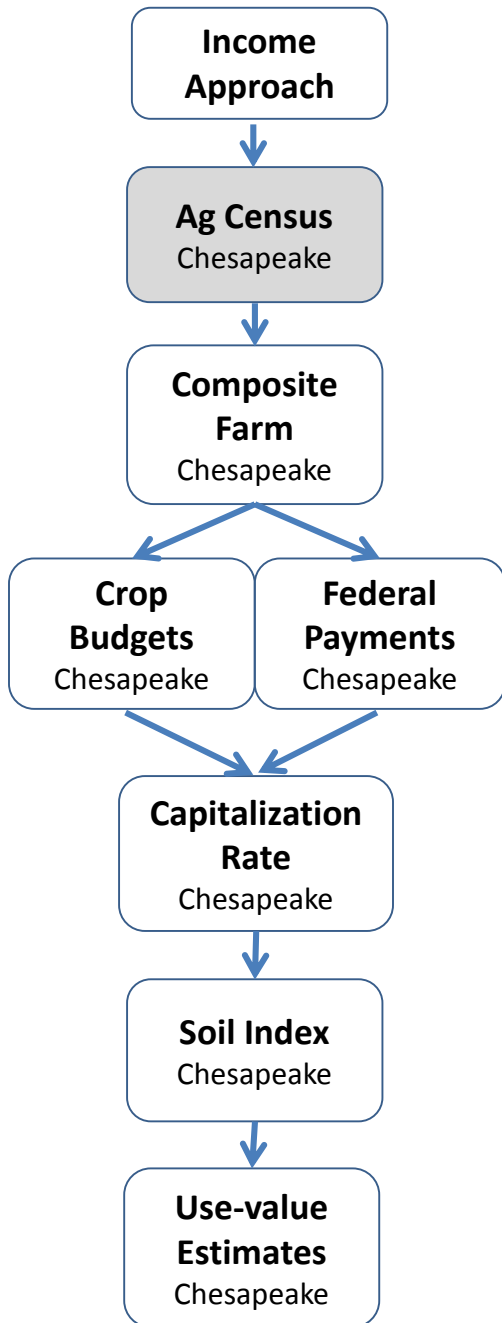 Income
Approach
Ag Census
Chesapeake
Composite
Farm
Chesapeake
Crop
Budgets
Chesapeake
Federal
Payments
Chesapeake
Capitalization
Rate
Chesapeake
Soil Index
Chesapeake
Use-value
Estimates
Chesapeake